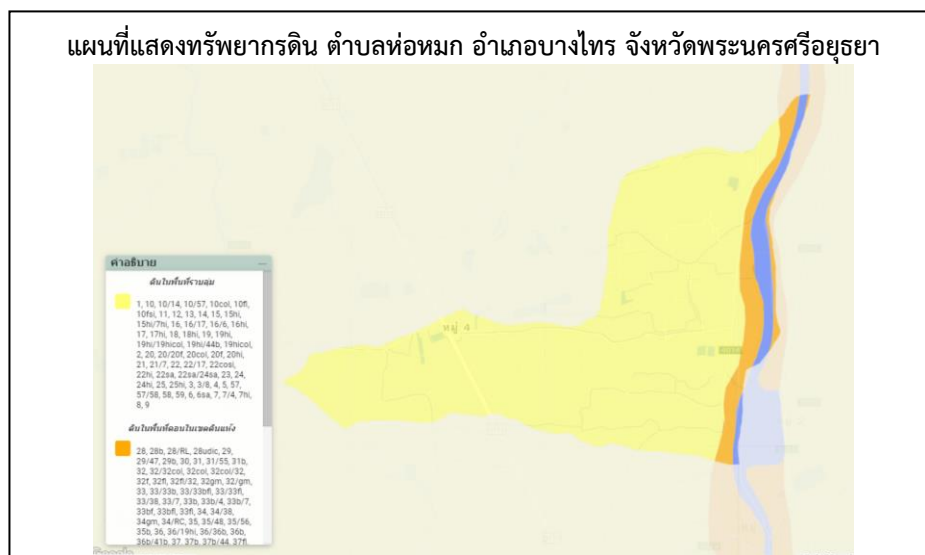 แผนที่แสดงทรัพยากรดิน ตำบลห่อหมก อำเภอบางไทร จังหวัดพระนครศรีอยุธยา
หมู่ 4
คำอธิบาย
ดินในพื้นที่ราบลุ่ม
1, 10, 10/14, 10/57, 10col, 10fl,
10fsi, 11, 12, 13, 14, 15, 15hi,
15hi/7hi, 16, 16/17, 16/6, 16hi,
17, 17hi, 18, 18hi, 19, 19hi,
19hi/19hicol, 19hi/44b, 19hicol,
2, 20, 20/20f, 20col, 20f, 20hi,
21, 21/7, 22, 22/17, 22cosi,
22hi, 22sa, 22sa/24sa, 23, 24,
24hi, 25, 25hi, 3, 3/8, 4, 5, 57,
57/58, 58, 59, 6, 6sa, 7, 7/4, 7hi,
8, 9
ดินในพื้นที่ดอนในเขตดินแห้ง
28, 28b, 28/RL, 28udic, 29,
29/47, 29b, 30, 31, 31/55, 31b,
32, 32/32col, 32col, 32col/32,
32f, 32fl, 32fl/32, 32gm, 32/gm,
33, 33/33b, 33/33bfl, 33/33fl,
33/38, 33/7, 33b, 33b/4, 33b/7,
33bf, 33bfl, 33fl, 34, 34/38,
34gm, 34/RC, 35, 35/48, 35/56,
35b, 36, 36/19hi, 36/36b, 36b,
36b/41b, 37, 37b, 37b/44, 37fl,